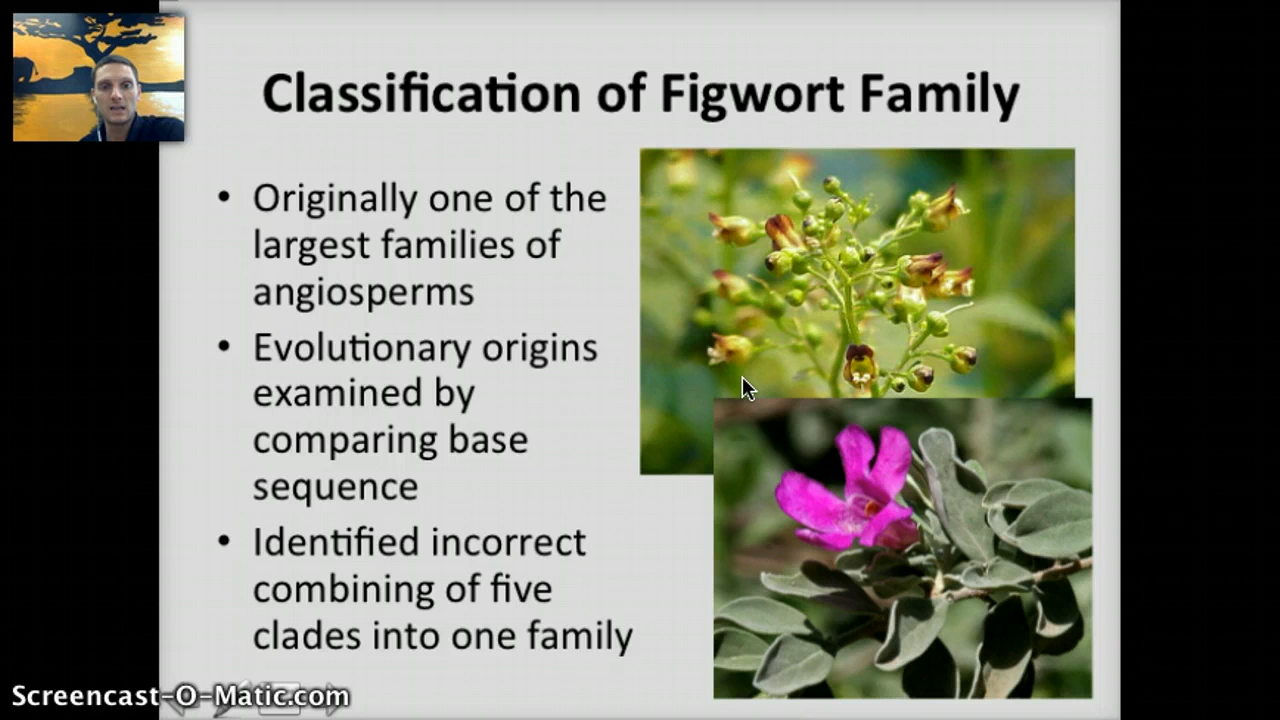 Classification of Figwort Family
• Originally one of the
largest families of
angiosperms
• Evolutionary origins
examined by
comparing base
sequence
• Identified incorrect
combining of five
clades into one family
Screencast-O-Matic.com